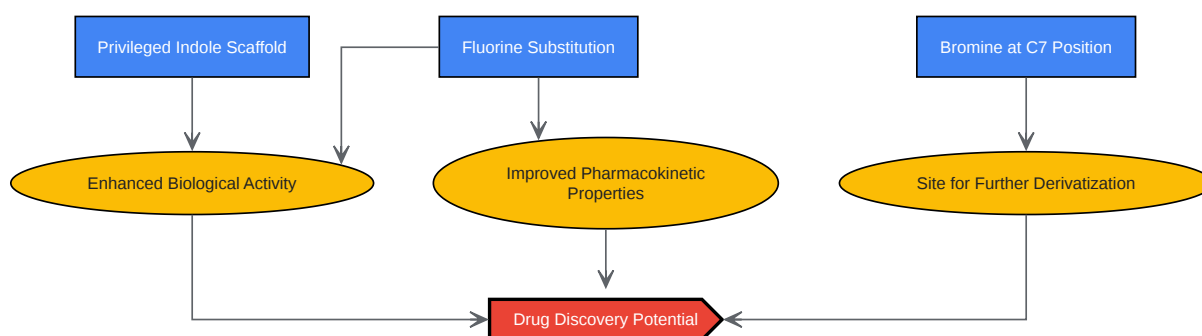 Privileged Indole Scaffold
Fluorine Substitution
Bromine at C7 Position
Enhanced Biological Activity
Improved Pharmacokinetic
Properties
Site for Further Derivatization
Drug Discovery Potential